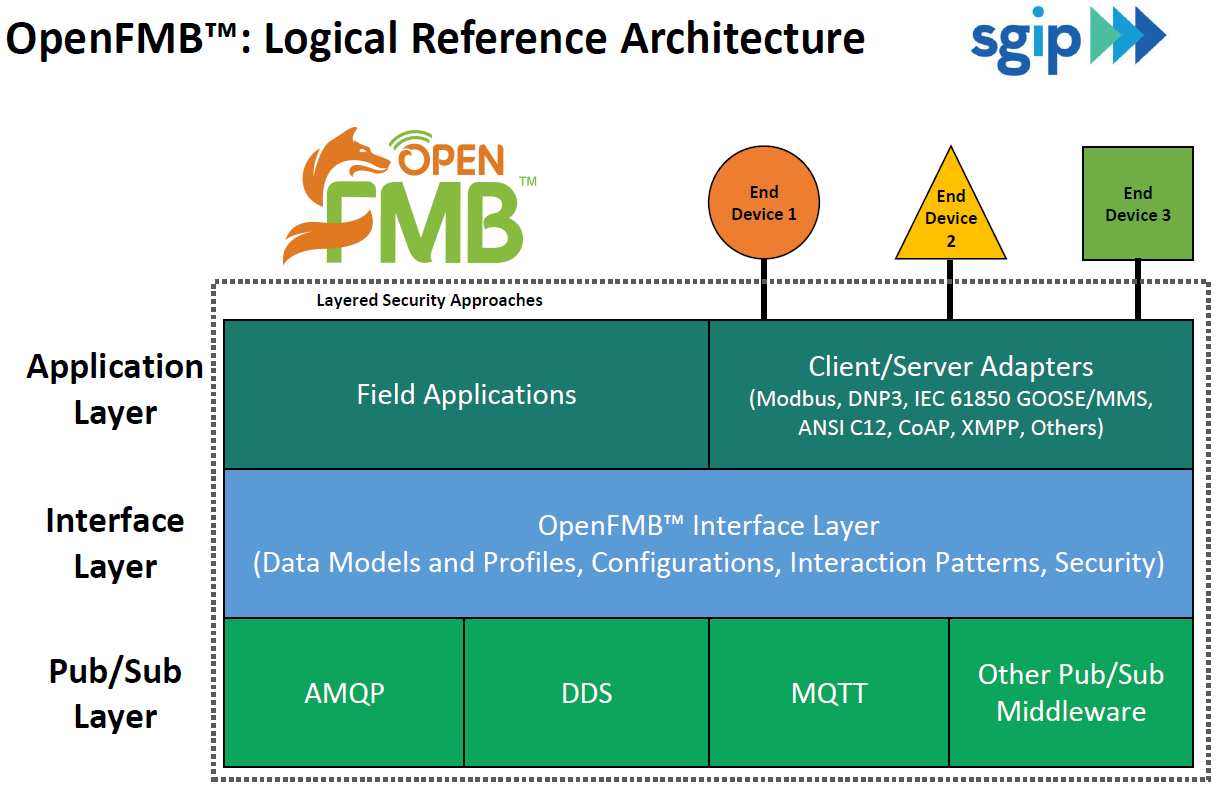 OpenFMB™: Logical Reference Architecture
sgip
OPEN
FMB™
End
Device 1
End
Device
2
End
Device 3
Layered Security Approaches
Application
Layer
Field Applications
Client/Server Adapters
(Modbus, DNP3, IEC 61850 GOOSE/MMS,
ANSI C12, CoAP, XMPP, Others)
Interface
Layer
OpenFMB™ Interface Layer
(Data Models and Profiles, Configurations, Interaction Patterns, Security)
Pub/Sub
Layer
AMQP
DDS
MQTT
Other Pub/Sub
Middleware